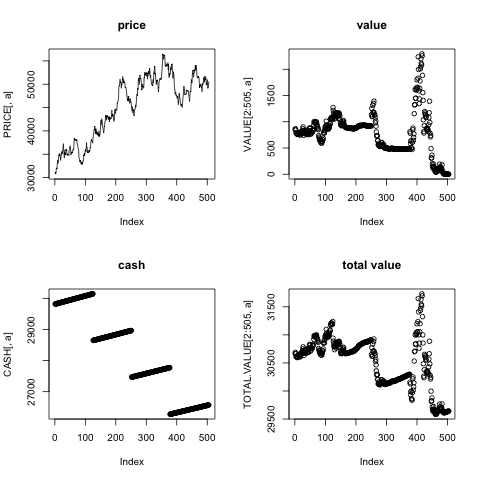 price
PRICE[, a]
30000 40000 50000
0 100 200 300 400 500
Index
value
VALUE[2:505, a]
0 500 1500
0 100 200 300 400 500
Index
cash
CASH[, a]
27000 29000
0 100 200 300 400 500
Index
total value
TOTAL.VALUE[2:505, a]
29500 30500 31500
0 100 200 300 400 500
Index